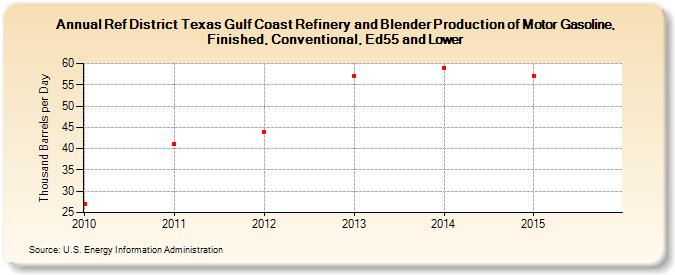 Annual Ref District Texas Gulf Coast Refinery and Blender Production of Motor Gasoline,
Finished, Conventional, Ed55 and Lower
Thousand Barrels per Day
60
55
50
45
40
35
30
25
2010 2011 2012 2013 2014 2015
Source: U.S. Energy Information Administration